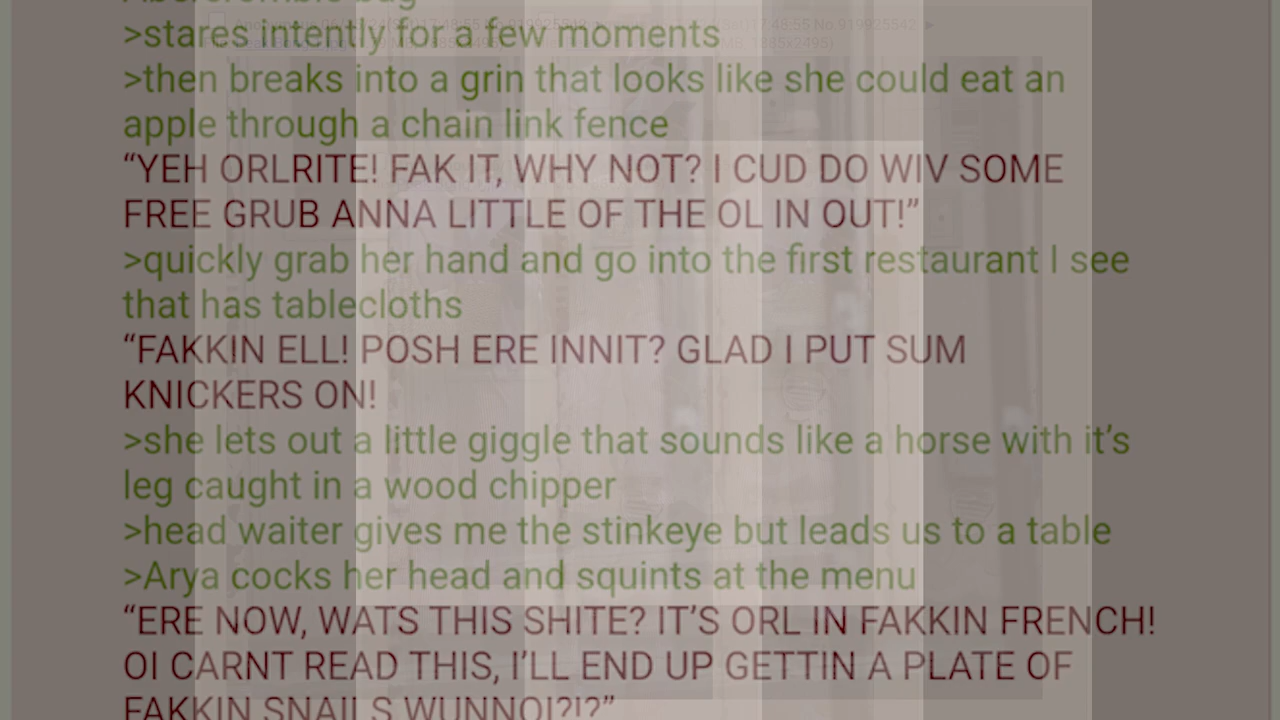 Abercrombie bag
>stares intently for a few moments
>then breaks into a grin that looks like she could eat an
apple through a chain link fence
“YEH ORLRITE! FAK IT, WHY NOT? I CUD DO WIV SOME
FREE GRUB ANNA LITTLE OF THE OL IN OUT!”
>quickly grab her hand and go into the first restaurant I see
that has tablecloths
“FAKKIN ELL! POSH ERE INNIT? GLAD I PUT SUM
KNICKERS ON!
>she lets out a little giggle that sounds like a horse with it’s
leg caught in a wood chipper
>head waiter gives me the stinkeye but leads us to a table
>Arya cocks her head and squints at the menu
“ERE NOW, WATS THIS SHITE? IT’S ORL IN FAKKIN FRENCH!
OI CARNT READ THIS, I’LL END UP GETTIN A PLATE OF
FAKKIN SNAILS WUNNOI?!?”